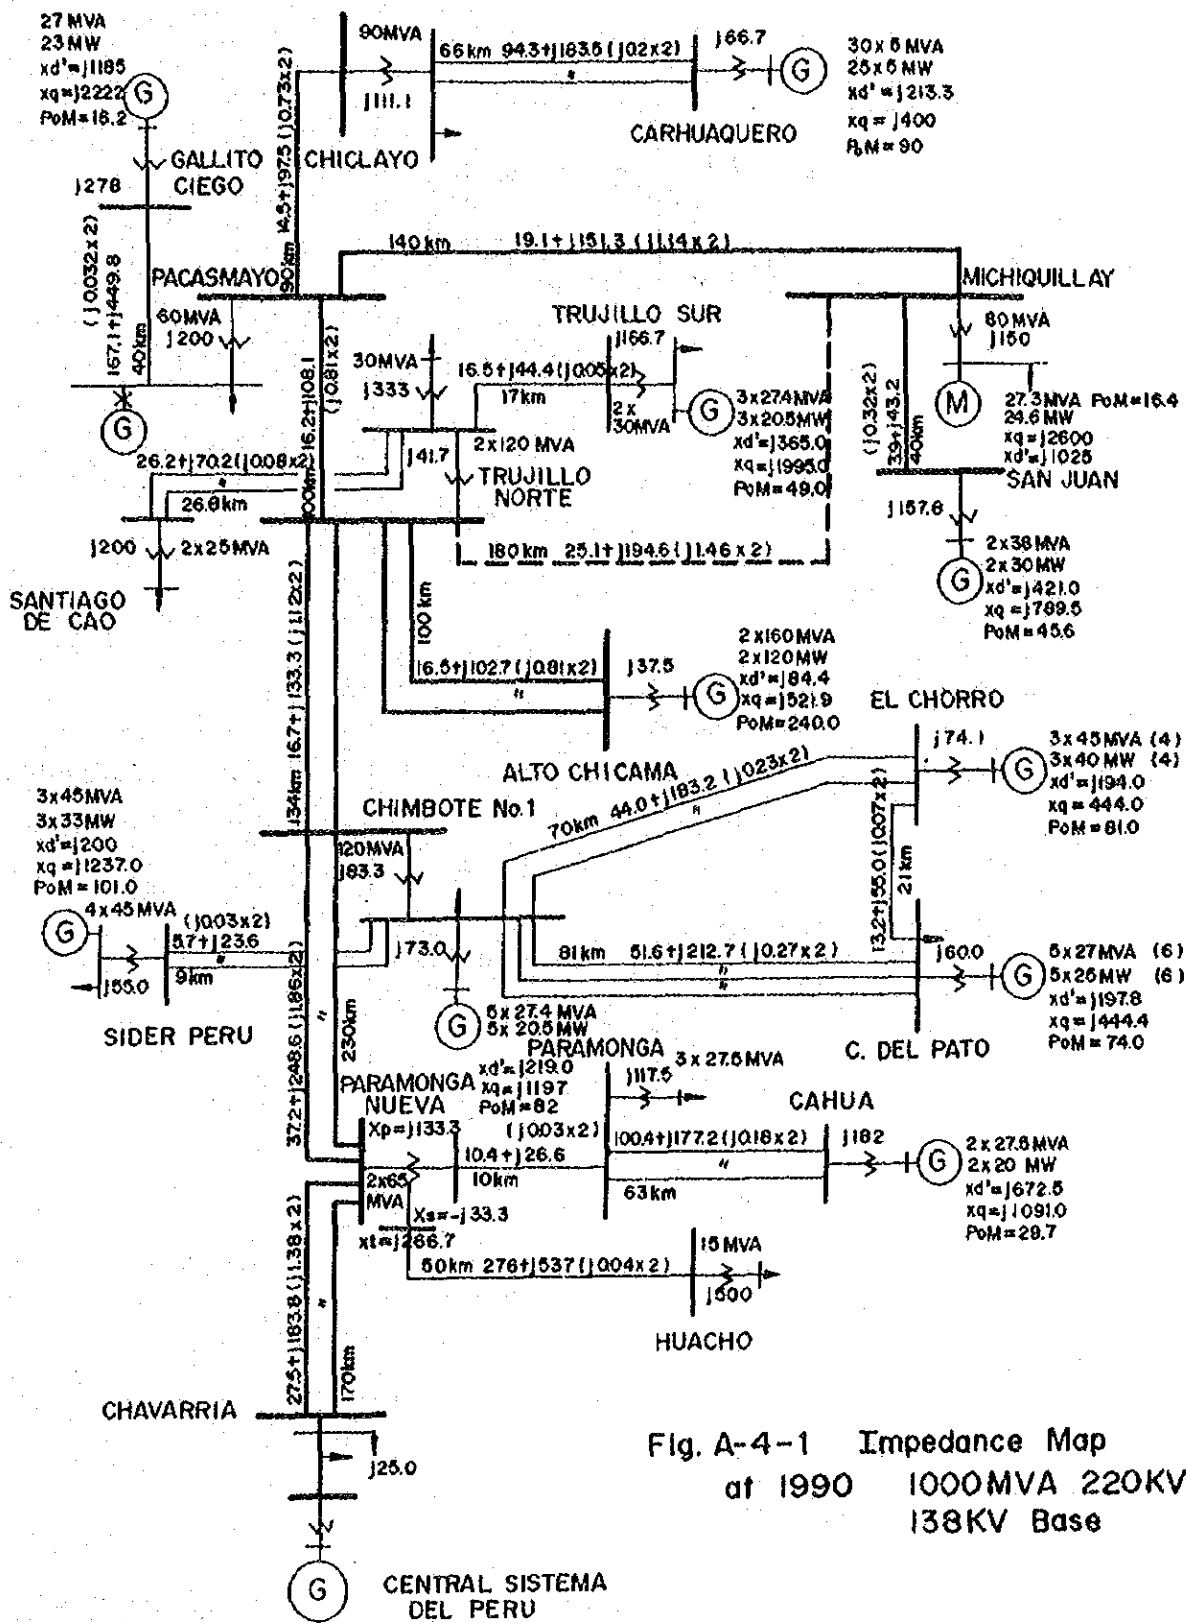 27 MVA
23 MW
xd'=j1185
xq=j2222
PoM=16.2
G
GALLITO
CIEGO
j278
(j0.032x2)
167.1+j449.8
40km
90km 14.5+j97.5 (j0.73x2)
CHICLAYO
90MVA
j111.1
66km 94.3+j183.5 (j0.2x2)
"
j66.7
G
CARHUAQUERO
30x5 MVA
25x5 MW
xd'=j213.3
xq=j400
PoM=90
140km 19.1+j151.3 (j1.14x2)
PACASMAYO
60MVA
j200
G
MICHIQUILLAY
80MVA
j150
M
27.3MVA PoM=16.4
24.6 MW
xq=j2600
xd'=j1025
(j0.32x2)
3.9+j43.2
40km
SAN JUAN
j157.8
G
2x38MVA
2x30 MW
xd'=j421.0
xq=j789.5
PoM=45.6
TRUJILLO SUR
j166.7
30MVA
j333
16.5+j44.4(j0.05x2)
17km
2x
30MVA
G
3x27.4MVA
3x20.5MW
xd'=j365.0
xq=j1995.0
PoM=49.0
100km 16.2+j108.1
(j0.81x2)
26.2+j70.2(j0.08x2)
"
26.8km
2x120 MVA
j41.7
TRUJILLO
NORTE
j200
2x25MVA
SANTIAGO
DE CAO
180km 25.1+j194.6 (j1.46x2)
134km 16.7+j133.3 (j1.12x2)
100km
16.5+j102.7(j0.81x2)
"
j37.5
G
2x160MVA
2x120MW
xd'=j84.4
xq=j521.9
PoM=240.0
ALTO CHICAMA
EL CHORRO
j74.1
G
3x45MVA (4)
3x40 MW (4)
xd'=j194.0
xq=444.0
PoM=81.0
70km 44.0+j183.2 (j0.23x2)
"
13.2+j55.0(j0.07x2)
21km
CHIMBOTE No.1
120MVA
j83.3
3x45MVA
3x33MW
xd'=j200
xq=j1237.0
PoM=101.0
G
4x45MVA
(j0.03x2)
5.7+j23.6
"
9km
j55.0
SIDER PERU
j73.0
G
5x27.4 MVA
5x20.5 MW
xd'=j219.0
xq=j1197
PoM=82
81km 51.6+j212.7(j0.27x2)
"
"
j60.0
G
5x27MVA (6)
5x25MW (6)
xd'=j197.8
xq=j444.4
PoM=74.0
C. DEL PATO
37.2+j248.6(j1.86x2)
"
230km
PARAMONGA
NUEVA
Xp=j133.3
2x65
MVA
Xs=-j33.3
xt=j266.7
(j0.03x2)
10.4+j26.6
10km
PARAMONGA
3x27.5MVA
j117.5
100.4+j177.2(j0.18x2)
"
63km
CAHUA
j182
G
2x27.5MVA
2x20 MW
xd'=j672.5
xq=j1091.0
PoM=29.7
50km 276+j537(j0.04x2)
15MVA
j500
HUACHO
27.5+j183.8(j1.38x2)
"
170km
CHAVARRIA
j25.0
G
CENTRAL SISTEMA
DEL PERU
Fig. A-4-1 Impedance Map
at 1990 1000MVA 220KV
138KV Base